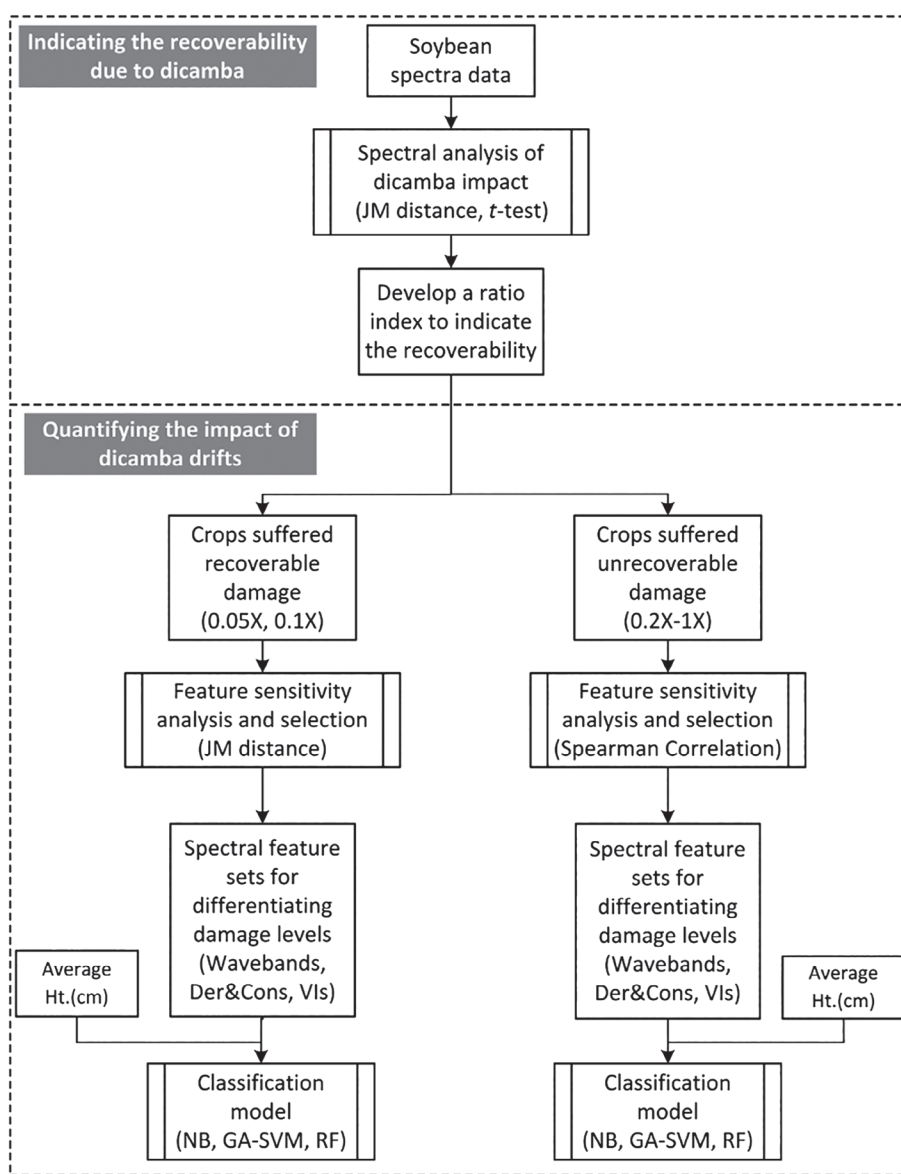 Indicating the recoverability
due to dicamba
Soybean
spectra data
Spectral analysis of
dicamba impact
(JM distance, t-test)
Develop a ratio
index to indicate
the recoverability
Quantifying the impact of
dicamba drifts
Crops suffered
recoverable
damage
(0.05X, 0.1X)
Crops suffered
unrecoverable
damage
(0.2X-1X)
Feature sensitivity
analysis and selection
(JM distance)
Feature sensitivity
analysis and selection
(Spearman Correlation)
Spectral feature
sets for
differentiating
damage levels
(Wavebands,
Der&Cons, VIs)
Spectral feature
sets for
differentiating
damage levels
(Wavebands,
Der&Cons, VIs)
Average
Ht.(cm)
Average
Ht.(cm)
Classification
model
(NB, GA-SVM, RF)
Classification
model
(NB, GA-SVM, RF)